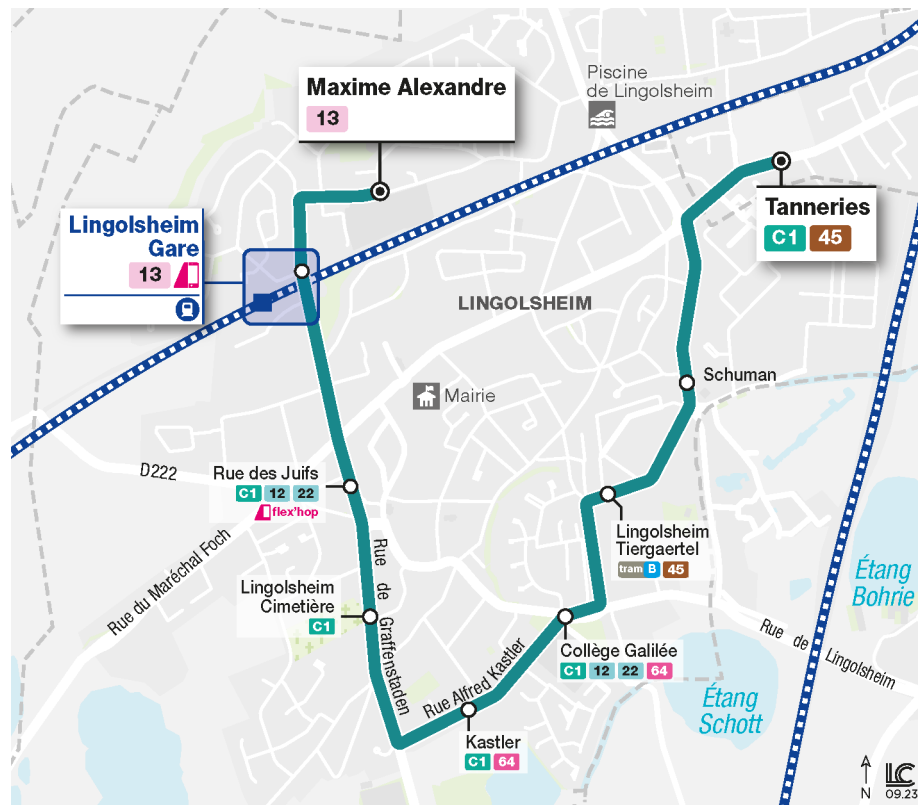 Maxime Alexandre
13
Piscine
de Lingolsheim
Tanneries
C1 45
Lingolsheim
Gare
13
LINGOLSHEIM
Mairie
Schuman
D222
Rue des Juifs
C1 12 22
flex'hop
Rue du Maréchal Foch
Lingolsheim
Cimetière
C1
Rue de Graffenstaden
Lingolsheim
Tiergaertel
tram B 45
Étang
Bohrie
Collège Galilée
C1 12 22 64
Rue de Lingolsheim
Rue Alfred Kastler
Kastler
C1 64
Étang
Schott
A
N
LC
09.23